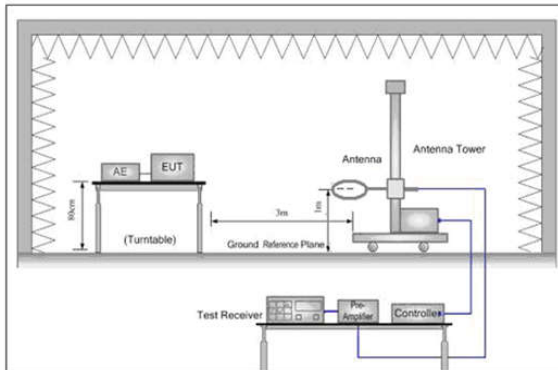 Antenna
Antenna Tower
AE
EUT
80cm
(Turntable)
3m
1m
Ground Reference Plane
Test Receiver
Pre-
Amplifier
Controller